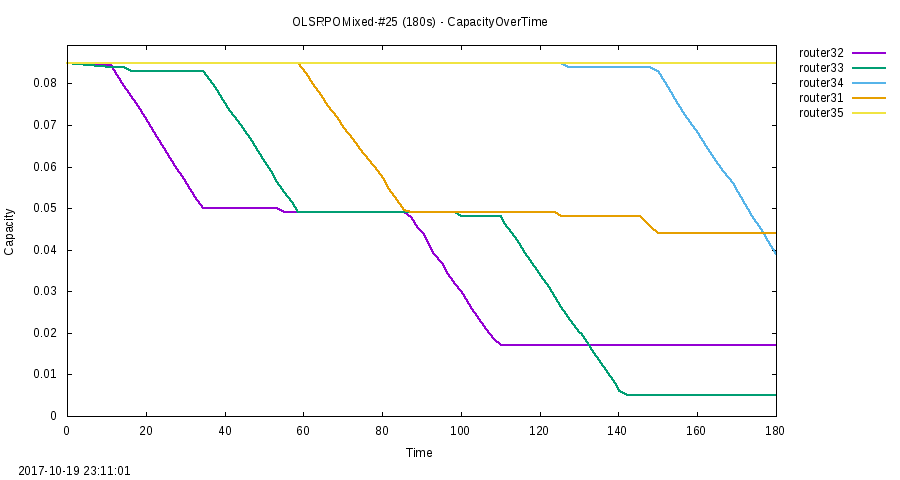 OLSRPOMixed-#25 (180s) - CapacityOverTime
router32
router33
router34
router31
router35
0.08
0.07
0.06
0.05
0.04
0.03
0.02
0.01
0
Capacity
0 20 40 60 80 100 120 140 160 180
Time
2017-10-19 23:11:01